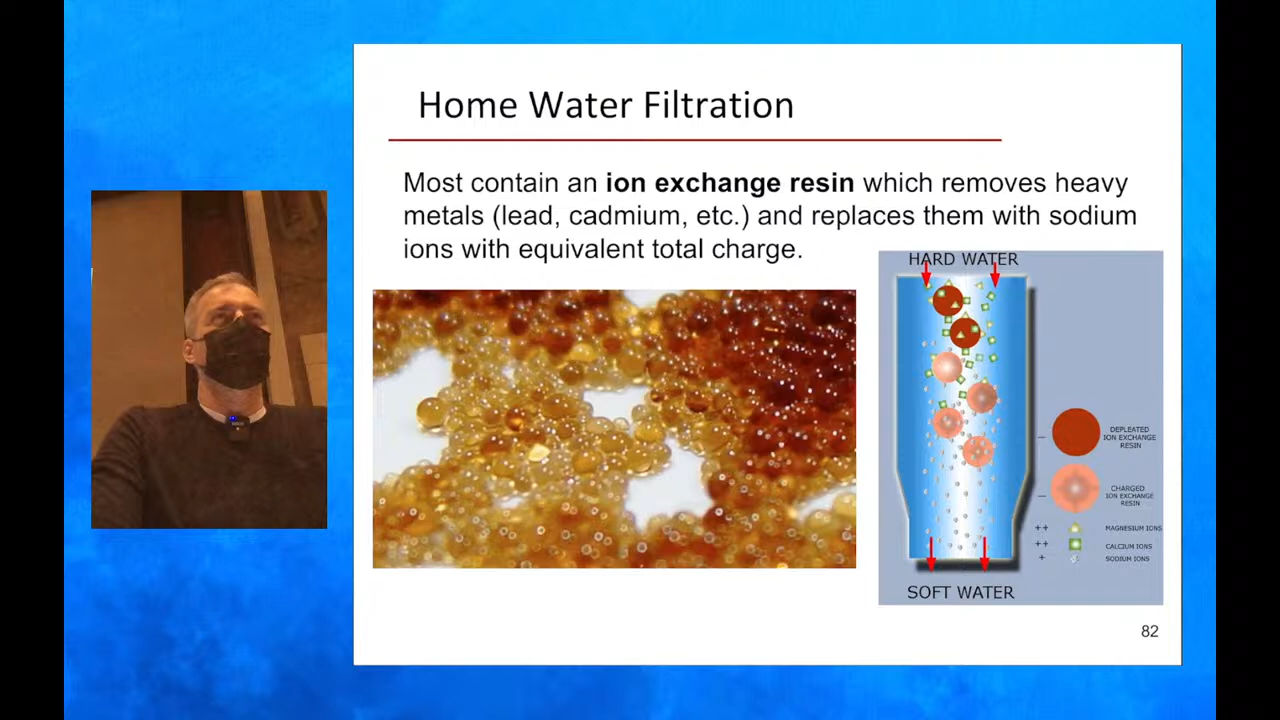 Home Water Filtration
Most contain an ion exchange resin which removes heavy
metals (lead, cadmium, etc.) and replaces them with sodium
ions with equivalent total charge.
HARD WATER
DEPLEATED
ION EXCHANGE
RESIN
CHARGED
ION EXCHANGE
RESIN
++ MAGNESIUM IONS
++ CALCIUM IONS
+ SODIUM IONS
SOFT WATER
82